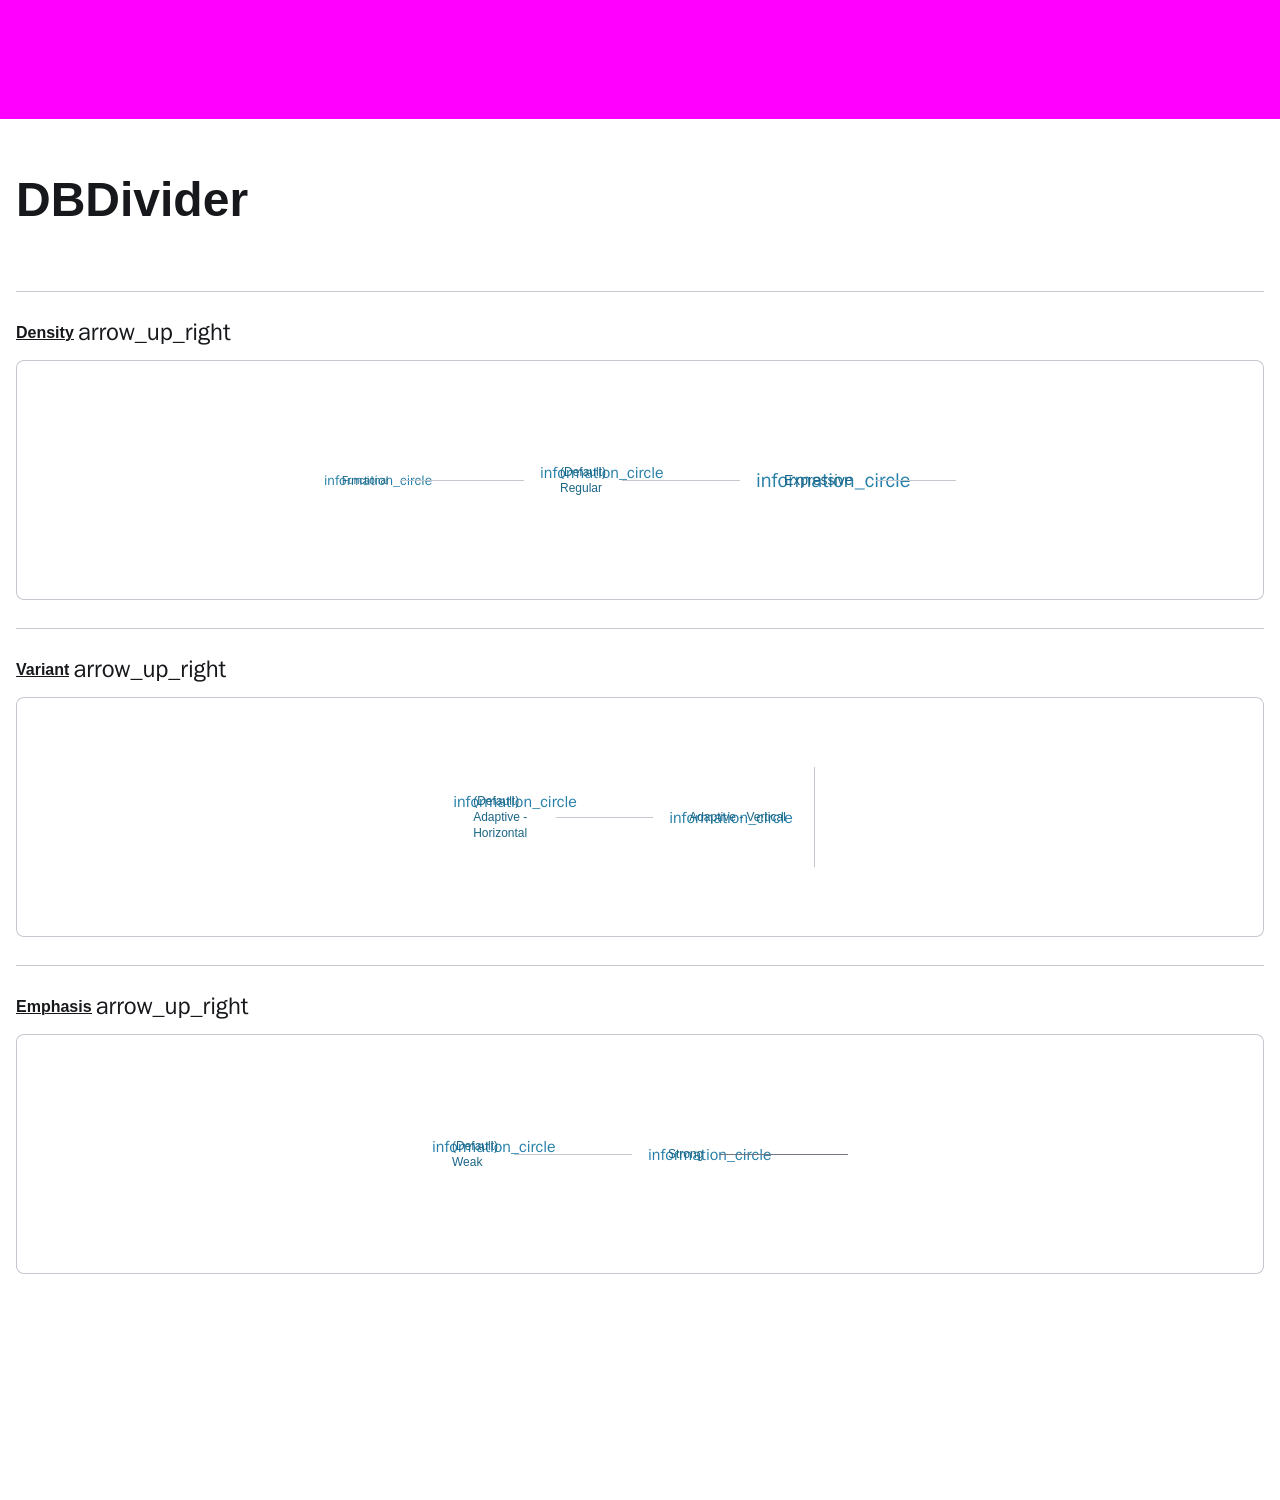 DBDivider
Density arrow_up_right
information_circle Functional
information_circle (Default)
Regular
information_circle Expressive
Variant arrow_up_right
information_circle (Default)
Adaptive -
Horizontal
information_circle Adaptive - Vertical
Emphasis arrow_up_right
information_circle (Default)
Weak
information_circle Strong